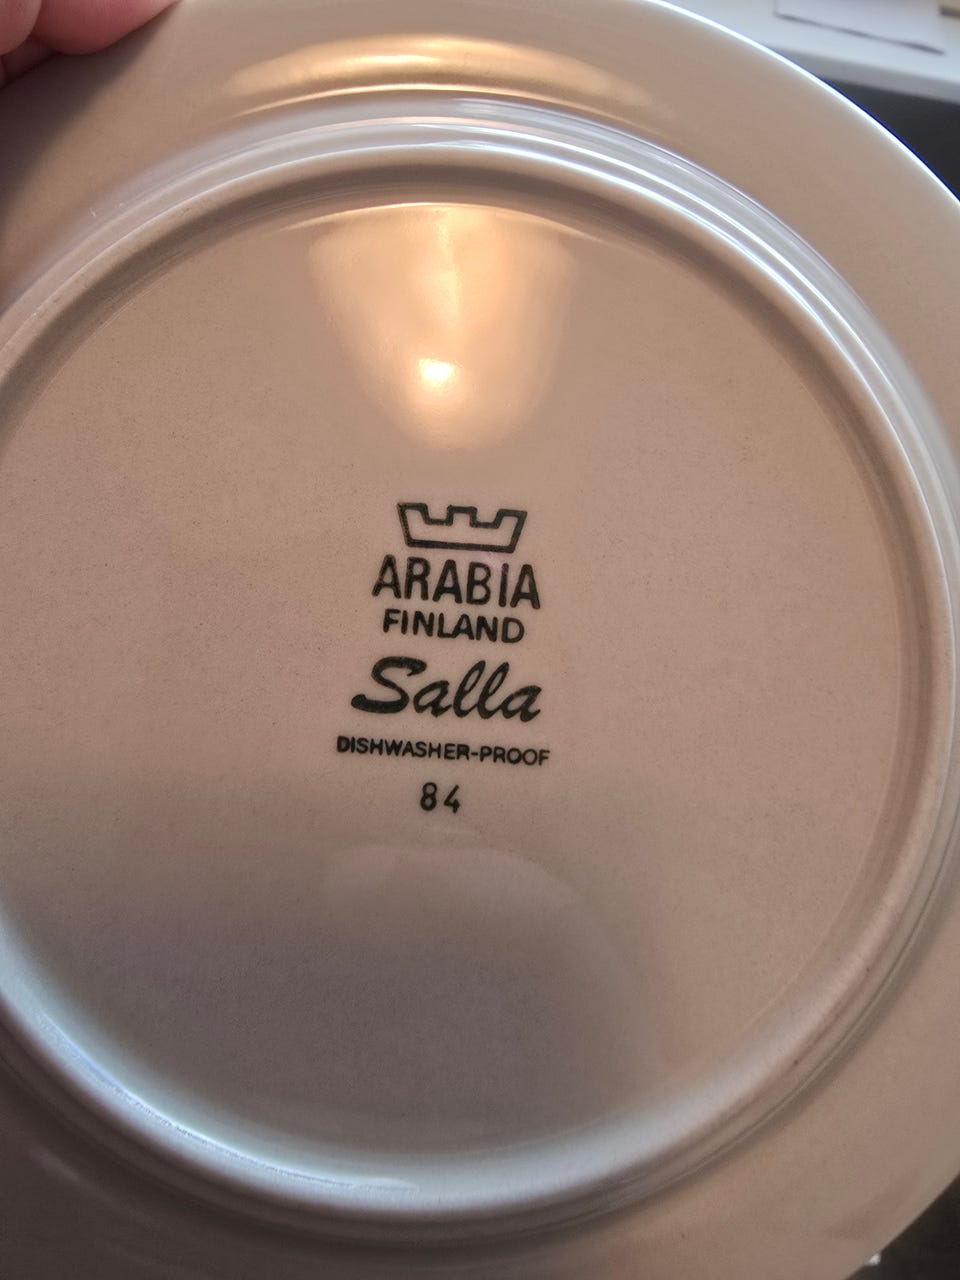 ARABIA
FINLAND
Salla
DISHWASHER-PROOF
84